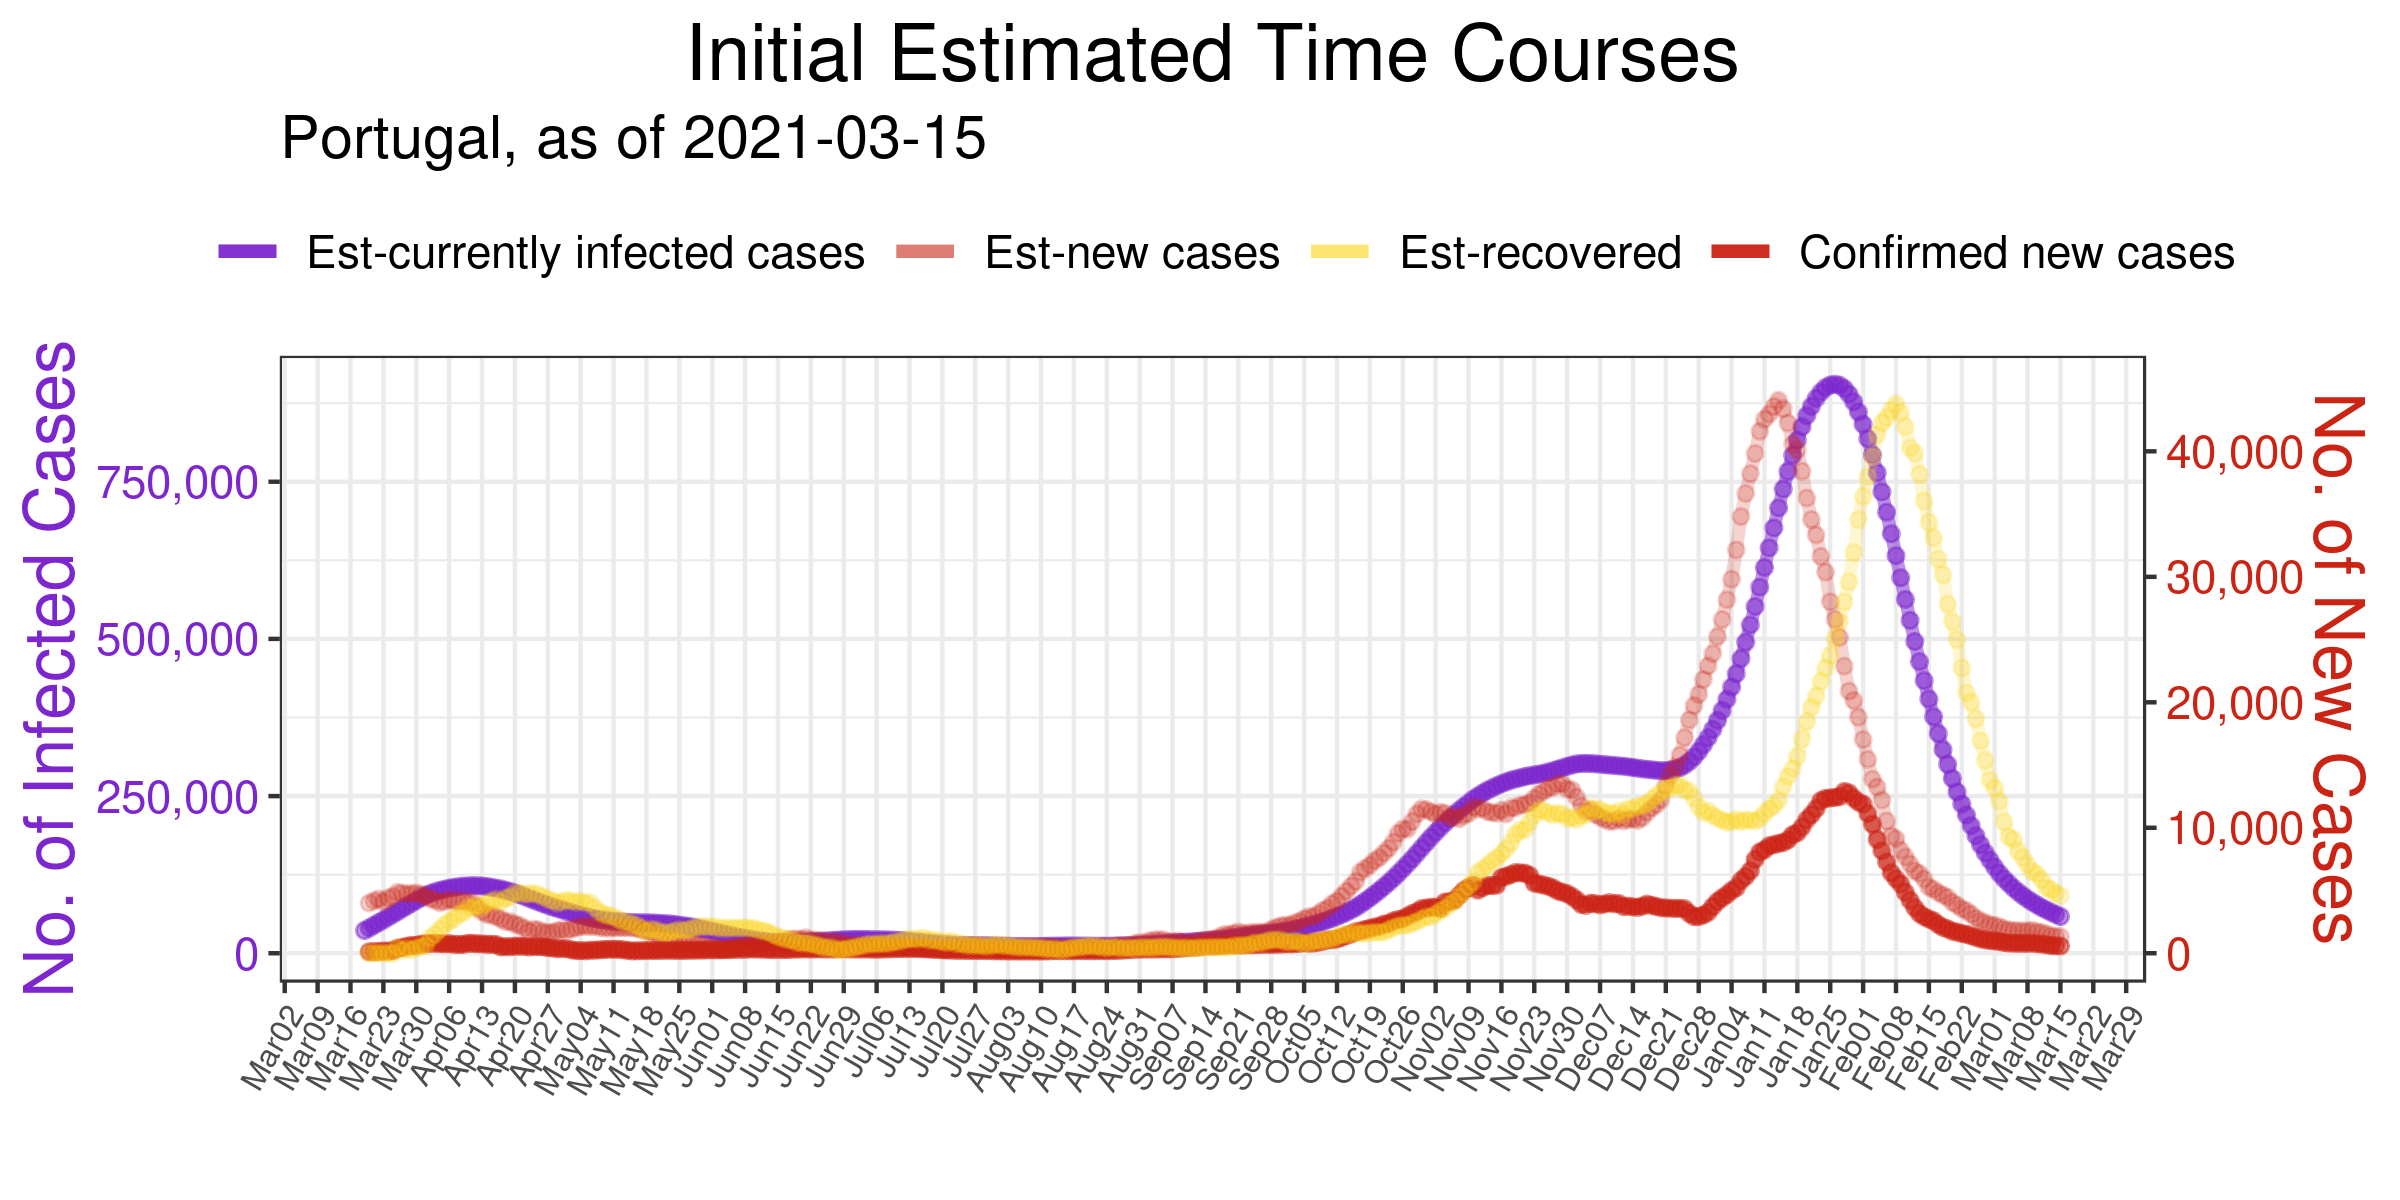 Initial Estimated Time Courses
Portugal, as of 2021-03-15
Est-currently infected cases Est-new cases Est-recovered Confirmed new cases
No. of Infected Cases
750,000
500,000
250,000
0
40,000
30,000
20,000
10,000
0
No. of New Cases
Mar02 Mar09 Mar16 Mar23 Mar30 Apr06 Apr13 Apr20 Apr27 May04 May11 May18 May25 Jun01 Jun08 Jun15 Jun22 Jun29 Jul06 Jul13 Jul20 Jul27 Aug03 Aug10 Aug17 Aug24 Aug31 Sep07 Sep14 Sep21 Sep28 Oct05 Oct12 Oct19 Oct26 Nov02 Nov09 Nov16 Nov23 Nov30 Dec07 Dec14 Dec21 Dec28 Jan04 Jan11 Jan18 Jan25 Feb01 Feb08 Feb15 Feb22 Mar01 Mar08 Mar15 Mar22 Mar29